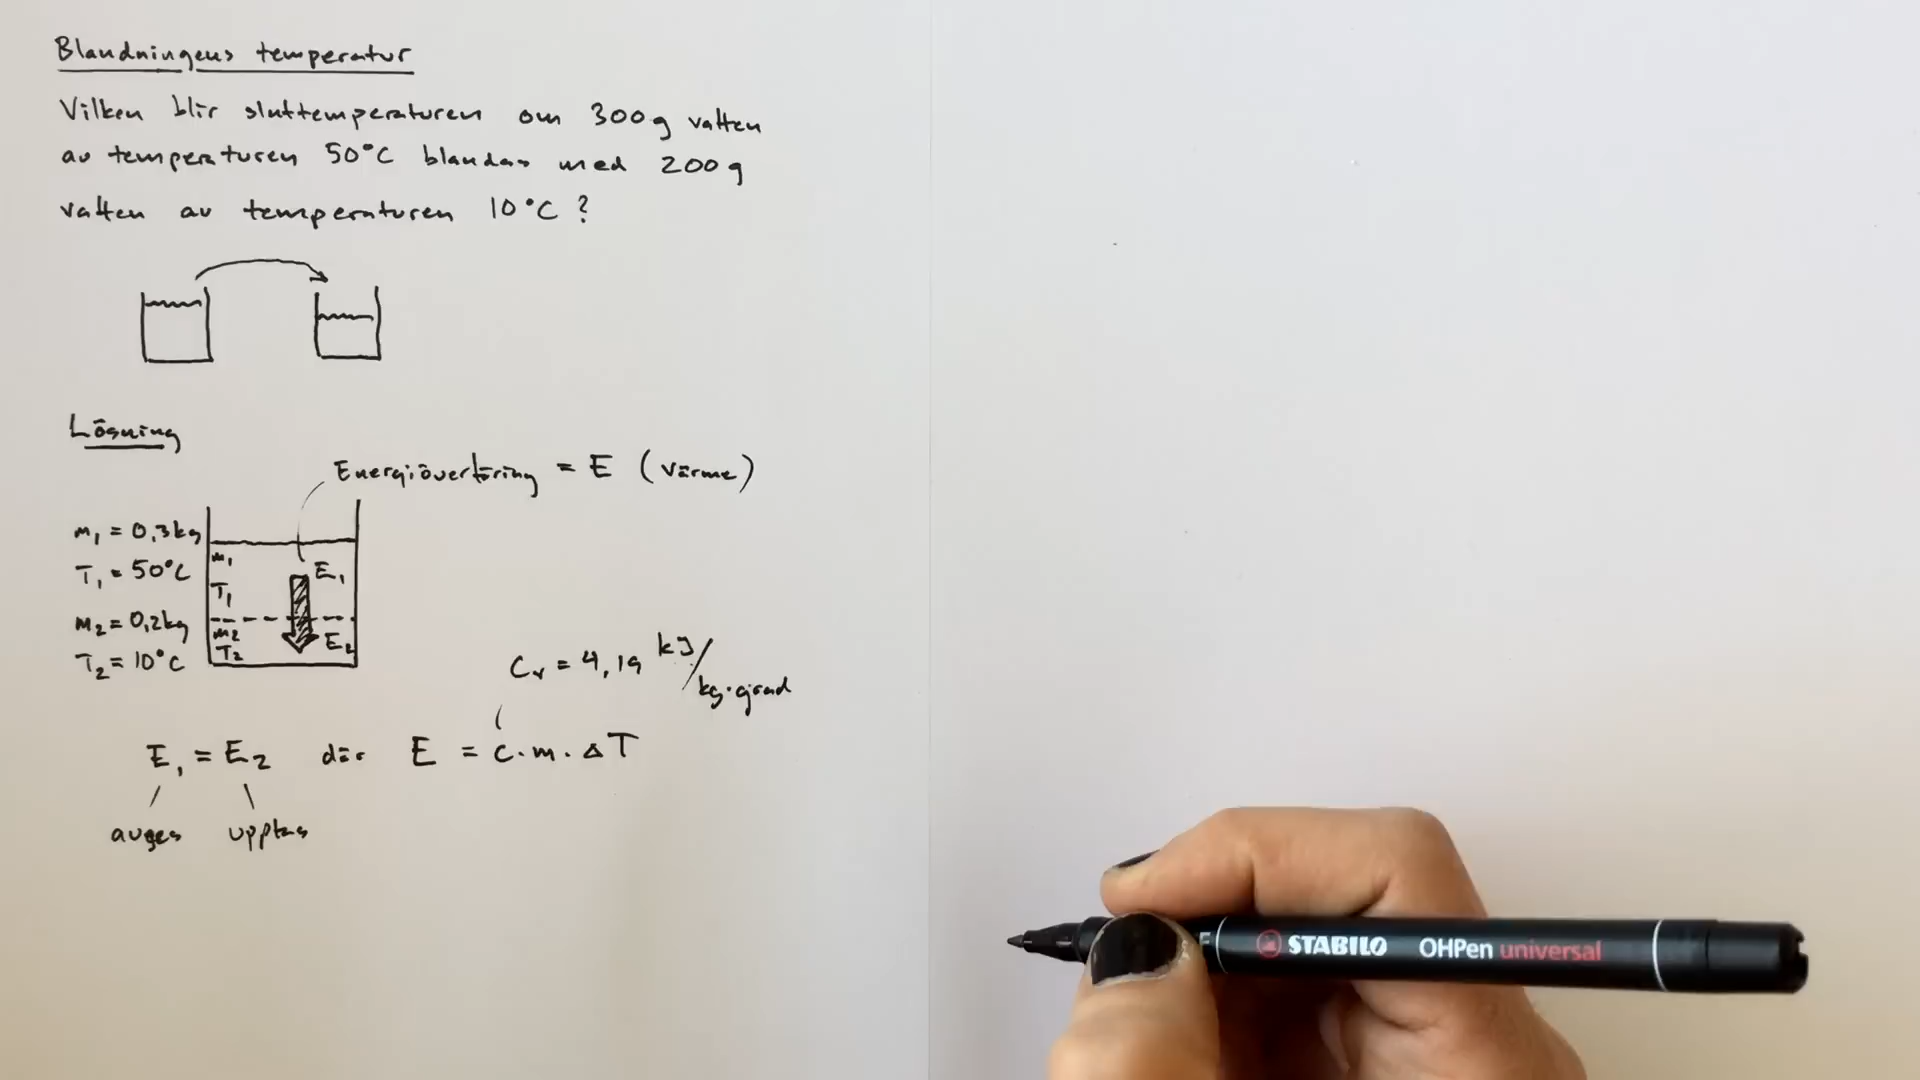 Blandningens temperatur
Vilken blir sluttemperaturen om 300g vatten
av temperaturen 50°C blandas med 200g
vatten av temperaturen 10°C?
Lösning
Energiöverföring = E (värme)
m₁ = 0,3kg
T₁ = 50°C
m₂ = 0,2kg
T₂ = 10°C
m₁
T₁
E₁
m₂
T₂
E₂
Cᵥ = 4,19 kJ/kg·grad
E₁ = E₂ där E = c·m·ΔT
avges upptas
F STABILO OHPen universal